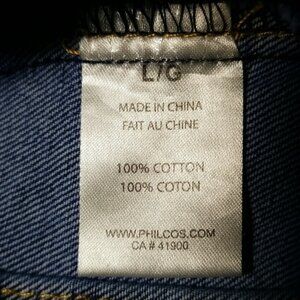 L/G
MADE IN CHINA
FAIT AU CHINE
100% COTTON
100% COTON
WWW.PHILCOS.COM
CA # 41900